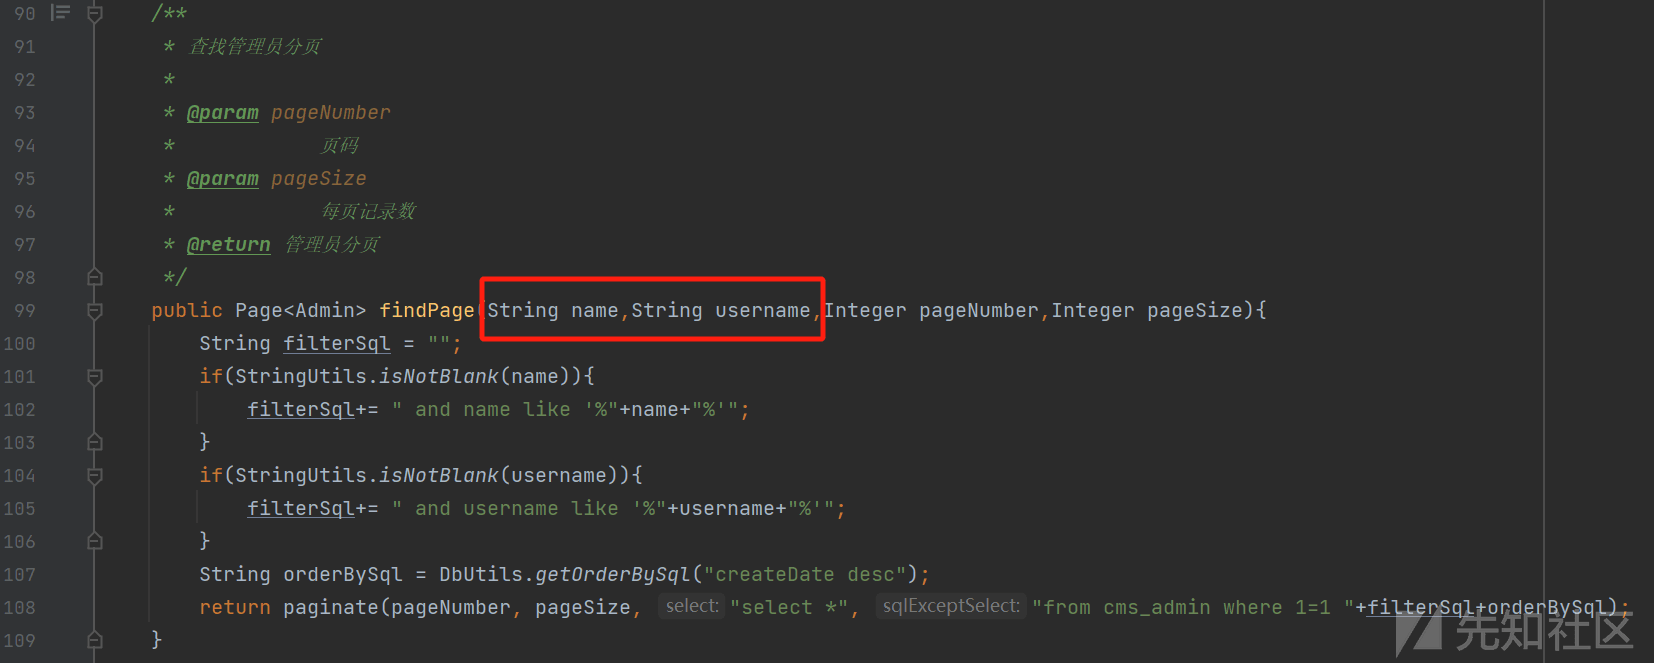 90 /**
91 * 查找管理员分页
92 *
93 * @param pageNumber
94 * 页码
95 * @param pageSize
96 * 每页记录数
97 * @return 管理员分页
98 */
99 public Page<Admin> findPage(String name,String username,Integer pageNumber,Integer pageSize){
100 String filterSql = "";
101 if(StringUtils.isNotBlank(name)){
102 filterSql+= " and name like '%"+name+"%'";
103 }
104 if(StringUtils.isNotBlank(username)){
105 filterSql+= " and username like '%"+username+"%'";
106 }
107 String orderBySql = DbUtils.getOrderBySql("createDate desc");
108 return paginate(pageNumber, pageSize, select: "select *", sqlExceptSelect: "from cms_admin where 1=1 "+filterSql+orderBySql);
109 }
先知社区